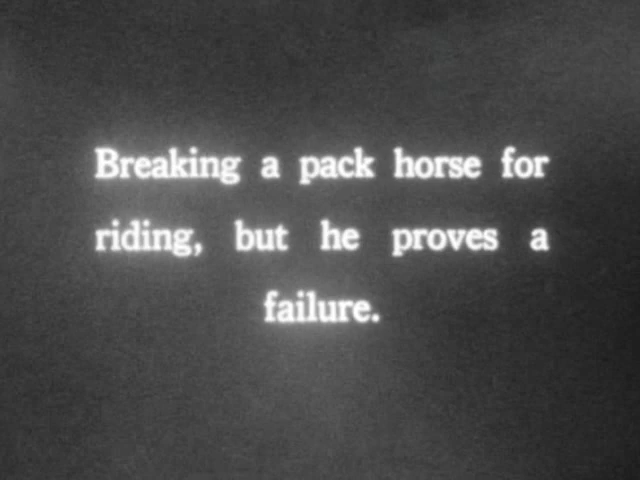 Breaking a pack horse for
riding, but he proves a
failure.